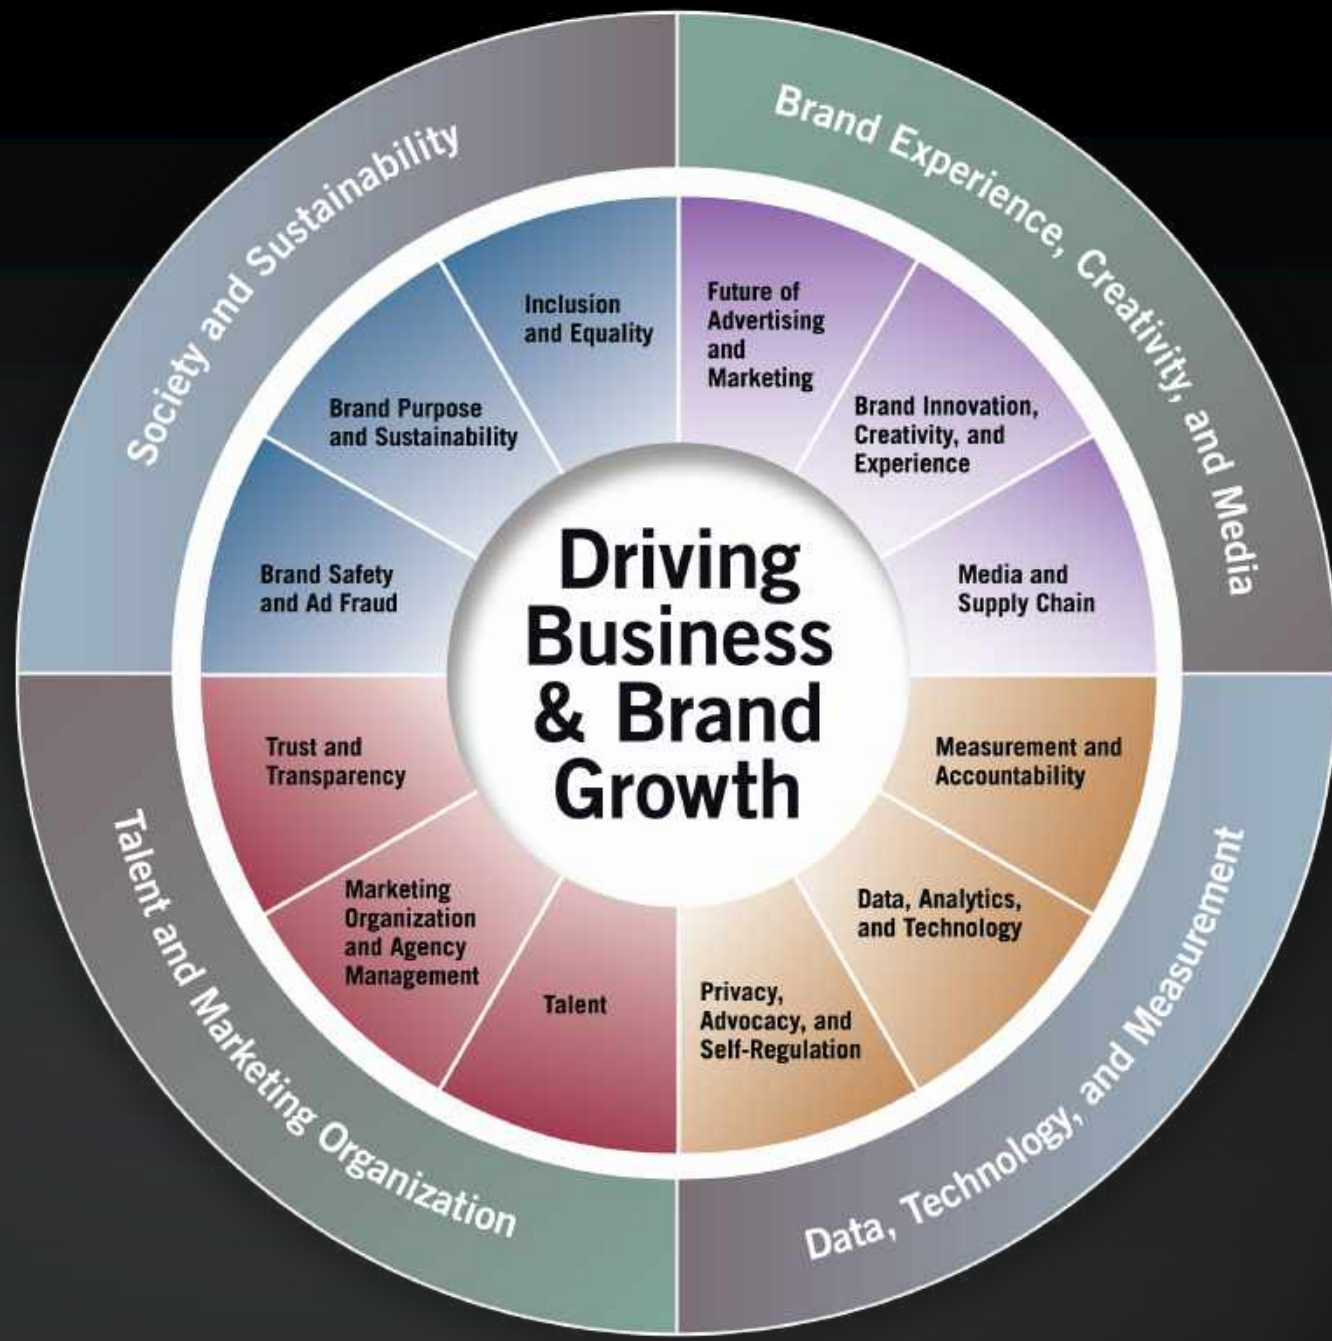 Society and Sustainability
Brand Experience, Creativity, and Media
Inclusion
and Equality
Future of
Advertising
and
Marketing
Brand Purpose
and Sustainability
Brand Innovation,
Creativity, and
Experience
Brand Safety
and Ad Fraud
Media and
Supply Chain
Driving
Business
& Brand
Growth
Trust and
Transparency
Measurement and
Accountability
Marketing
Organization
and Agency
Management
Data, Analytics,
and Technology
Talent
Privacy,
Advocacy, and
Self-Regulation
Talent and Marketing Organization
Data, Technology, and Measurement